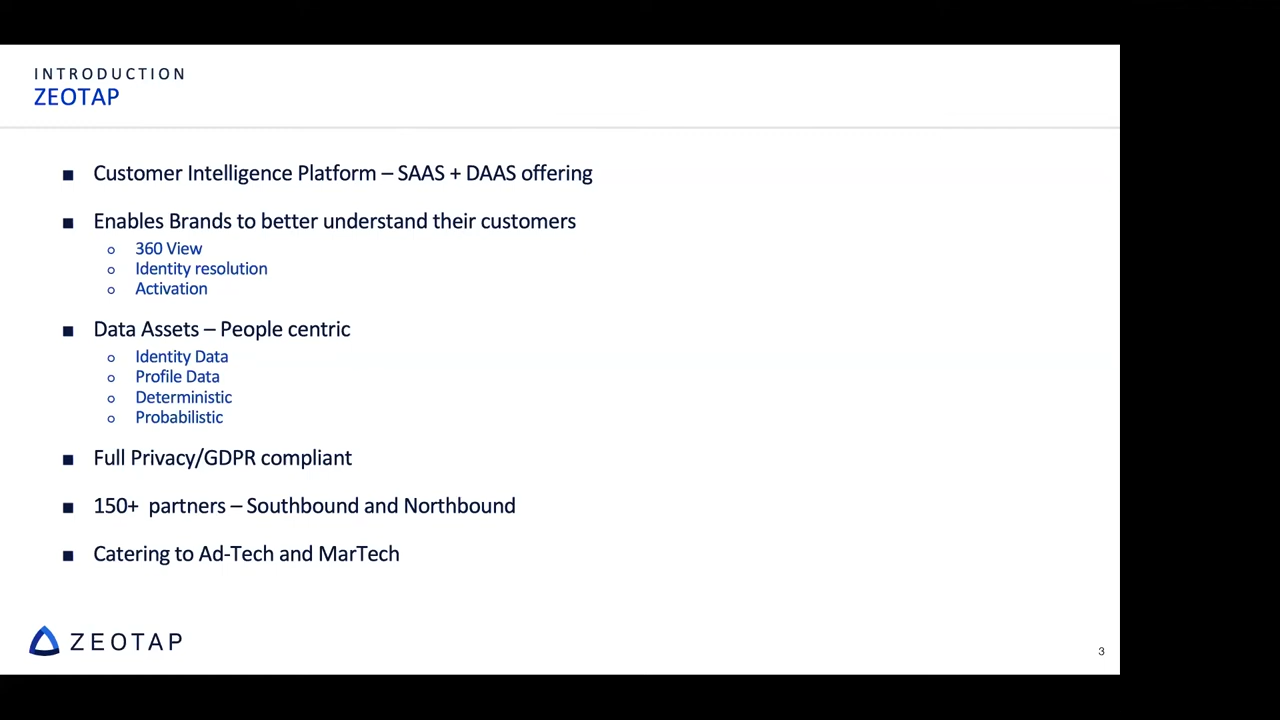 INTRODUCTION
ZEOTAP
■ Customer Intelligence Platform – SAAS + DAAS offering
■ Enables Brands to better understand their customers
○ 360 View
○ Identity resolution
○ Activation
■ Data Assets – People centric
○ Identity Data
○ Profile Data
○ Deterministic
○ Probabilistic
■ Full Privacy/GDPR compliant
■ 150+  partners – Southbound and Northbound
■ Catering to Ad-Tech and MarTech
ZEOTAP
3